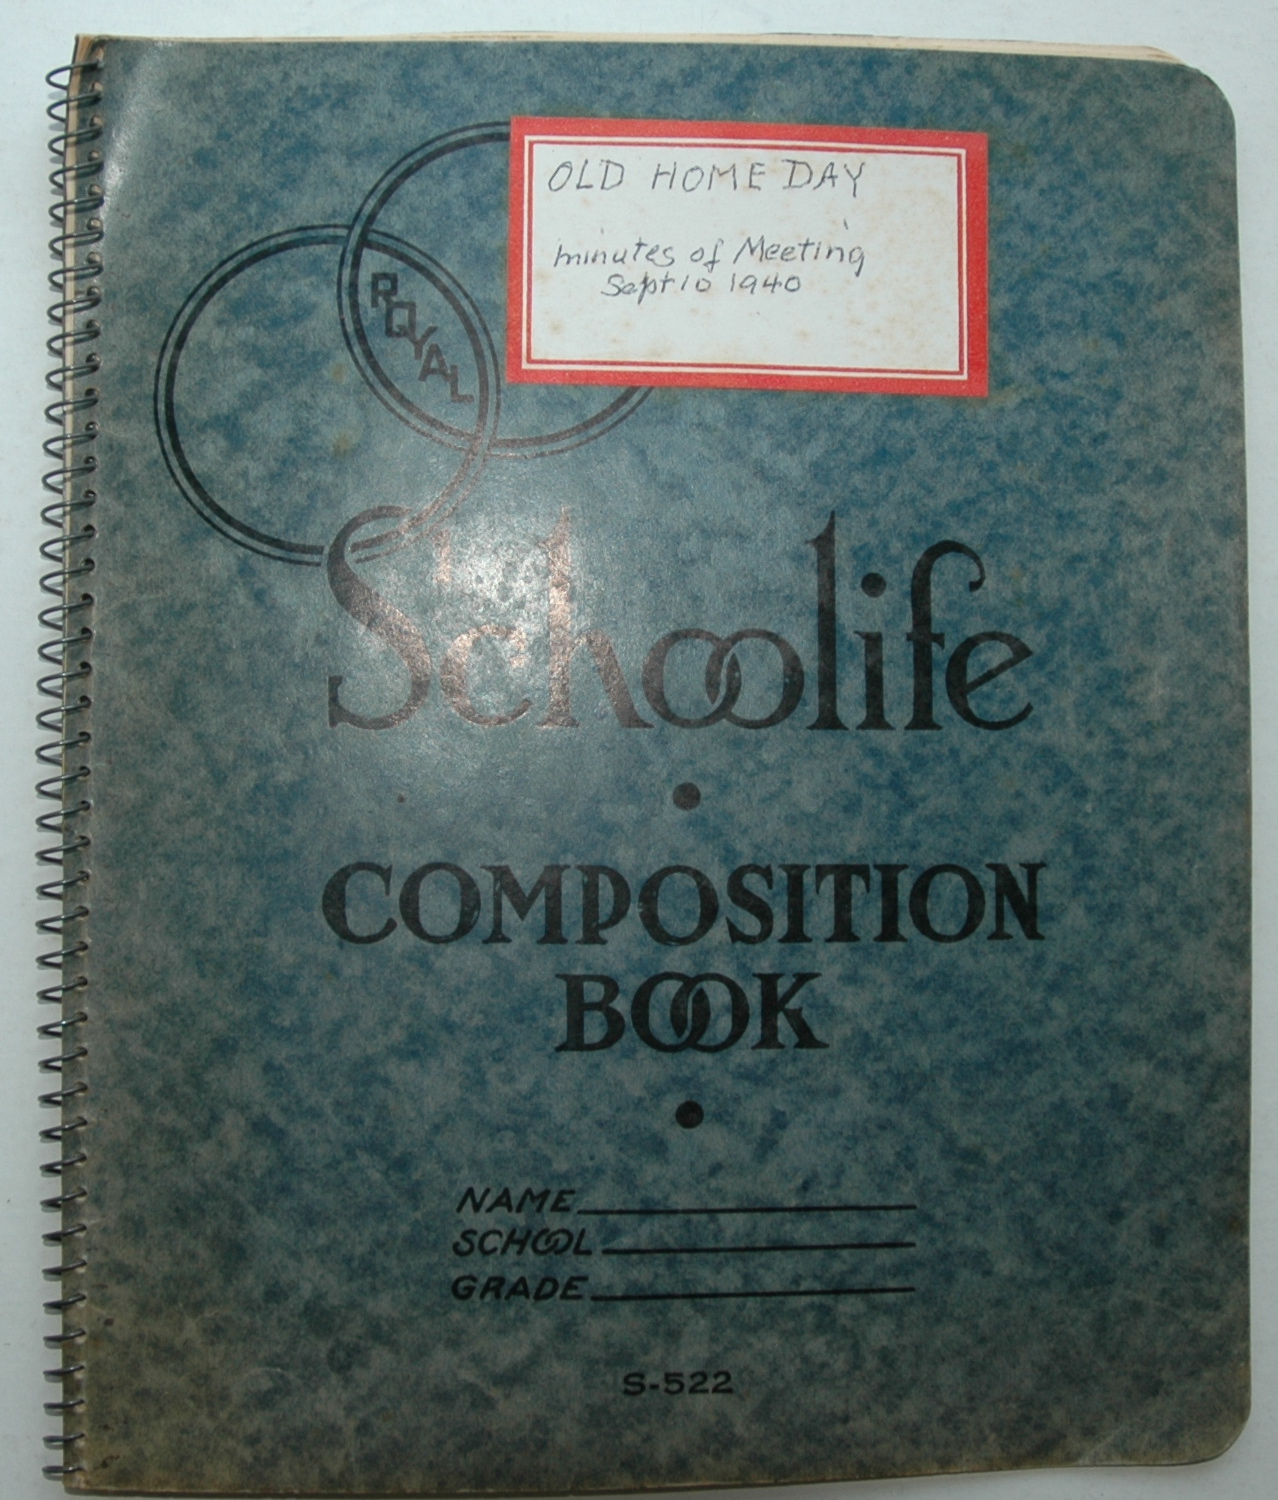 OLD HOME DAY
minutes of Meeting
Sept 10 1940
ROYAL
Schoolife
COMPOSITION
BOOK
NAME
SCHOOL
GRADE
S-522